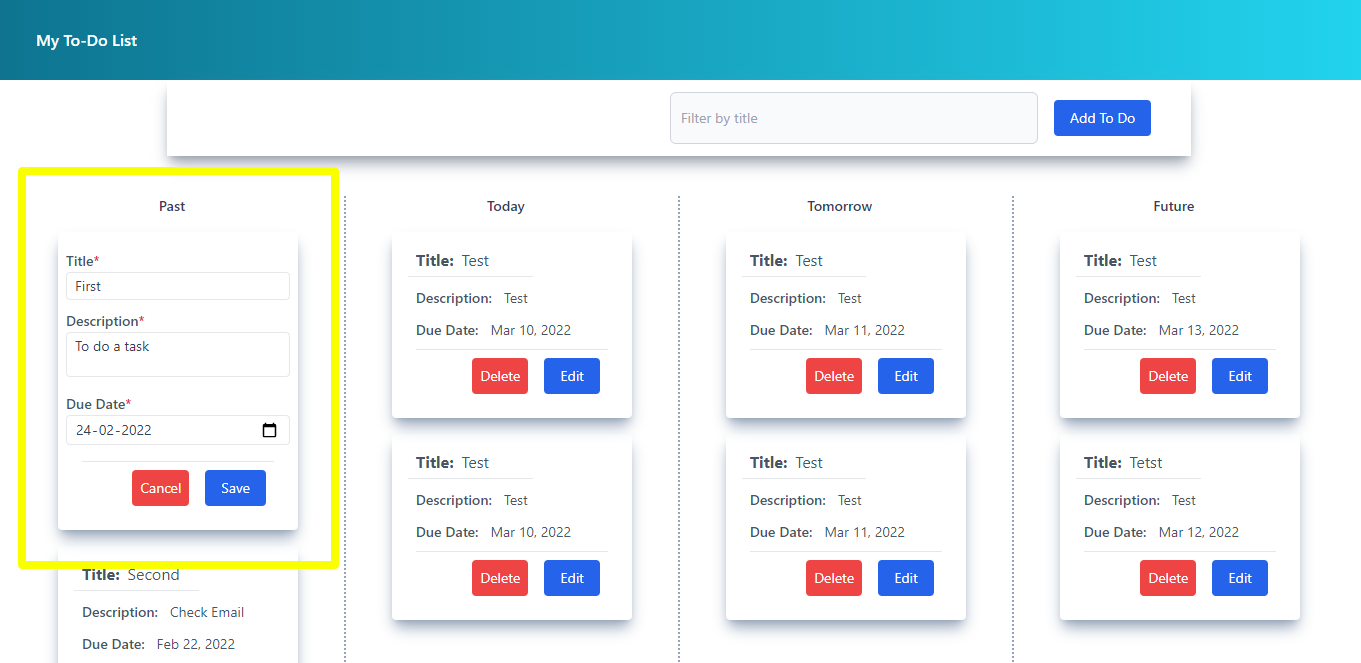 My To-Do List
Filter by title
Add To Do
Past
Title*
First
Description*
To do a task
Due Date*
24-02-2022
Cancel Save
Title: Second
Description: Check Email
Due Date: Feb 22, 2022
Today
Title: Test
Description: Test
Due Date: Mar 10, 2022
Delete Edit
Title: Test
Description: Test
Due Date: Mar 10, 2022
Delete Edit
Tomorrow
Title: Test
Description: Test
Due Date: Mar 11, 2022
Delete Edit
Title: Test
Description: Test
Due Date: Mar 11, 2022
Delete Edit
Future
Title: Test
Description: Test
Due Date: Mar 13, 2022
Delete Edit
Title: Tetst
Description: Test
Due Date: Mar 12, 2022
Delete Edit